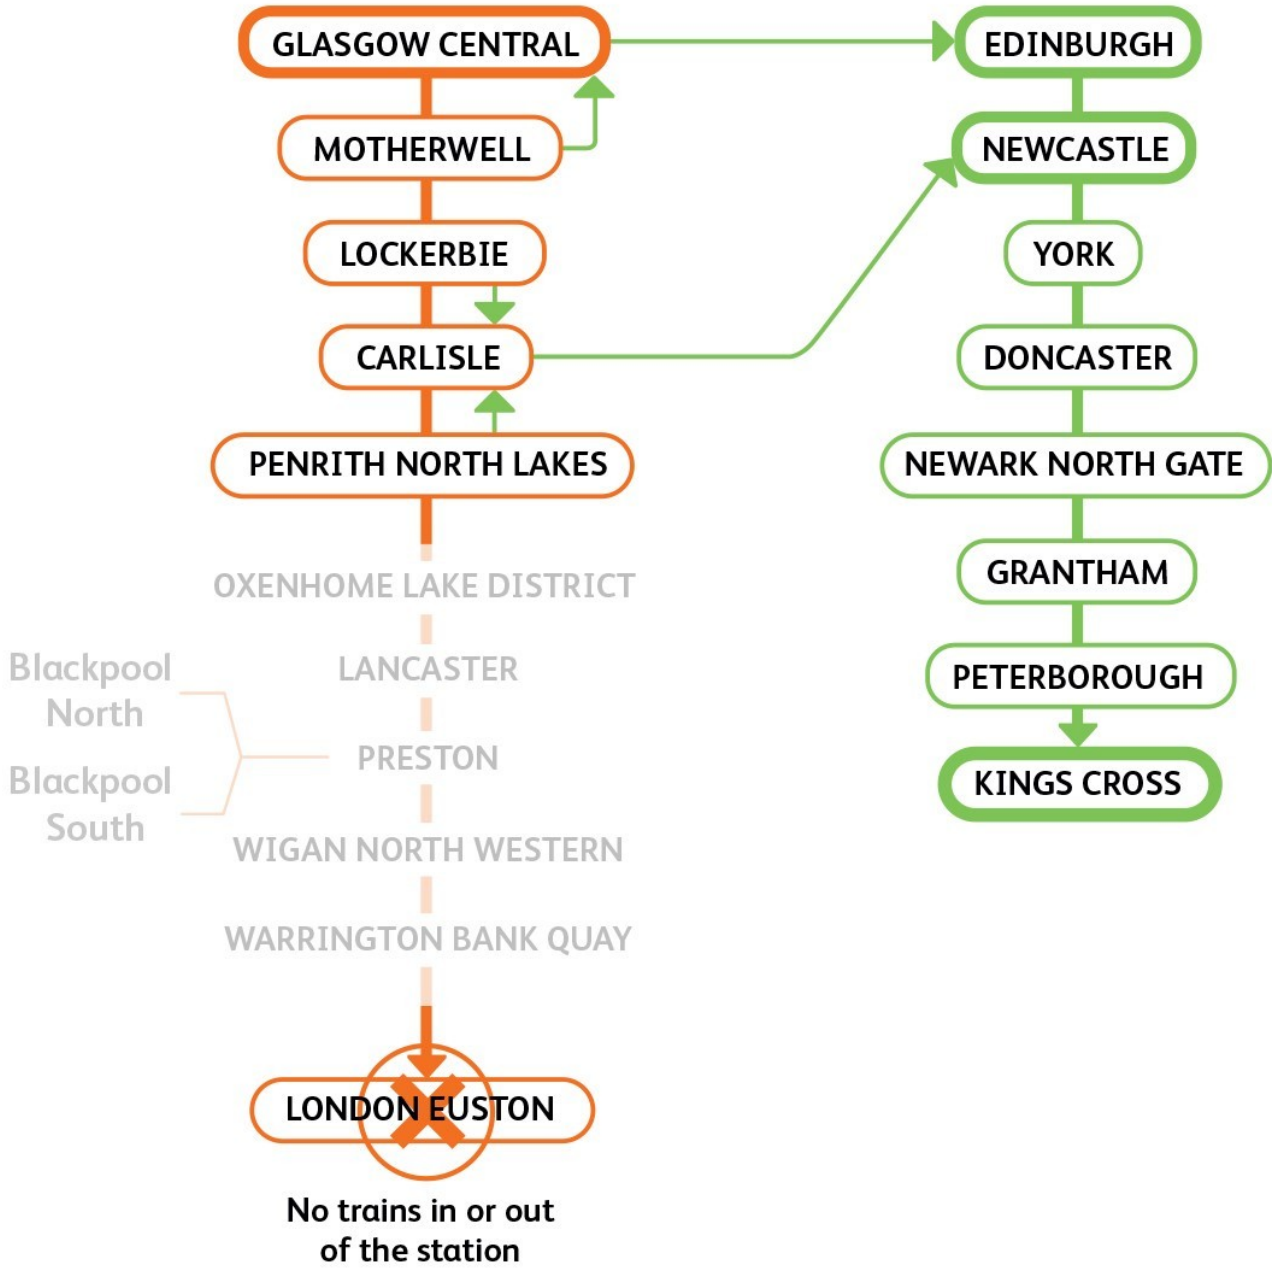 GLASGOW CENTRAL
MOTHERWELL
LOCKERBIE
CARLISLE
PENRITH NORTH LAKES
OXENHOME LAKE DISTRICT
LANCASTER
Blackpool
North
PRESTON
Blackpool
South
WIGAN NORTH WESTERN
WARRINGTON BANK QUAY
LONDON EUSTON
No trains in or out
of the station
EDINBURGH
NEWCASTLE
YORK
DONCASTER
NEWARK NORTH GATE
GRANTHAM
PETERBOROUGH
KINGS CROSS